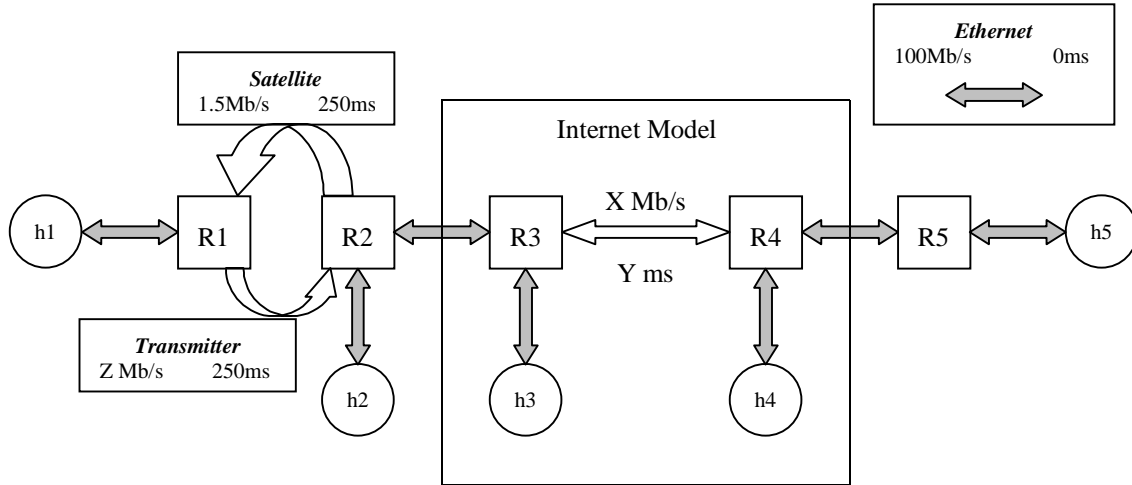 Ethernet
100Mb/s 0ms
Satellite
1.5Mb/s 250ms
Internet Model
h1
R1
R2
R3
X Mb/s
Y ms
R4
R5
h5
Transmitter
Z Mb/s 250ms
h2
h3
h4